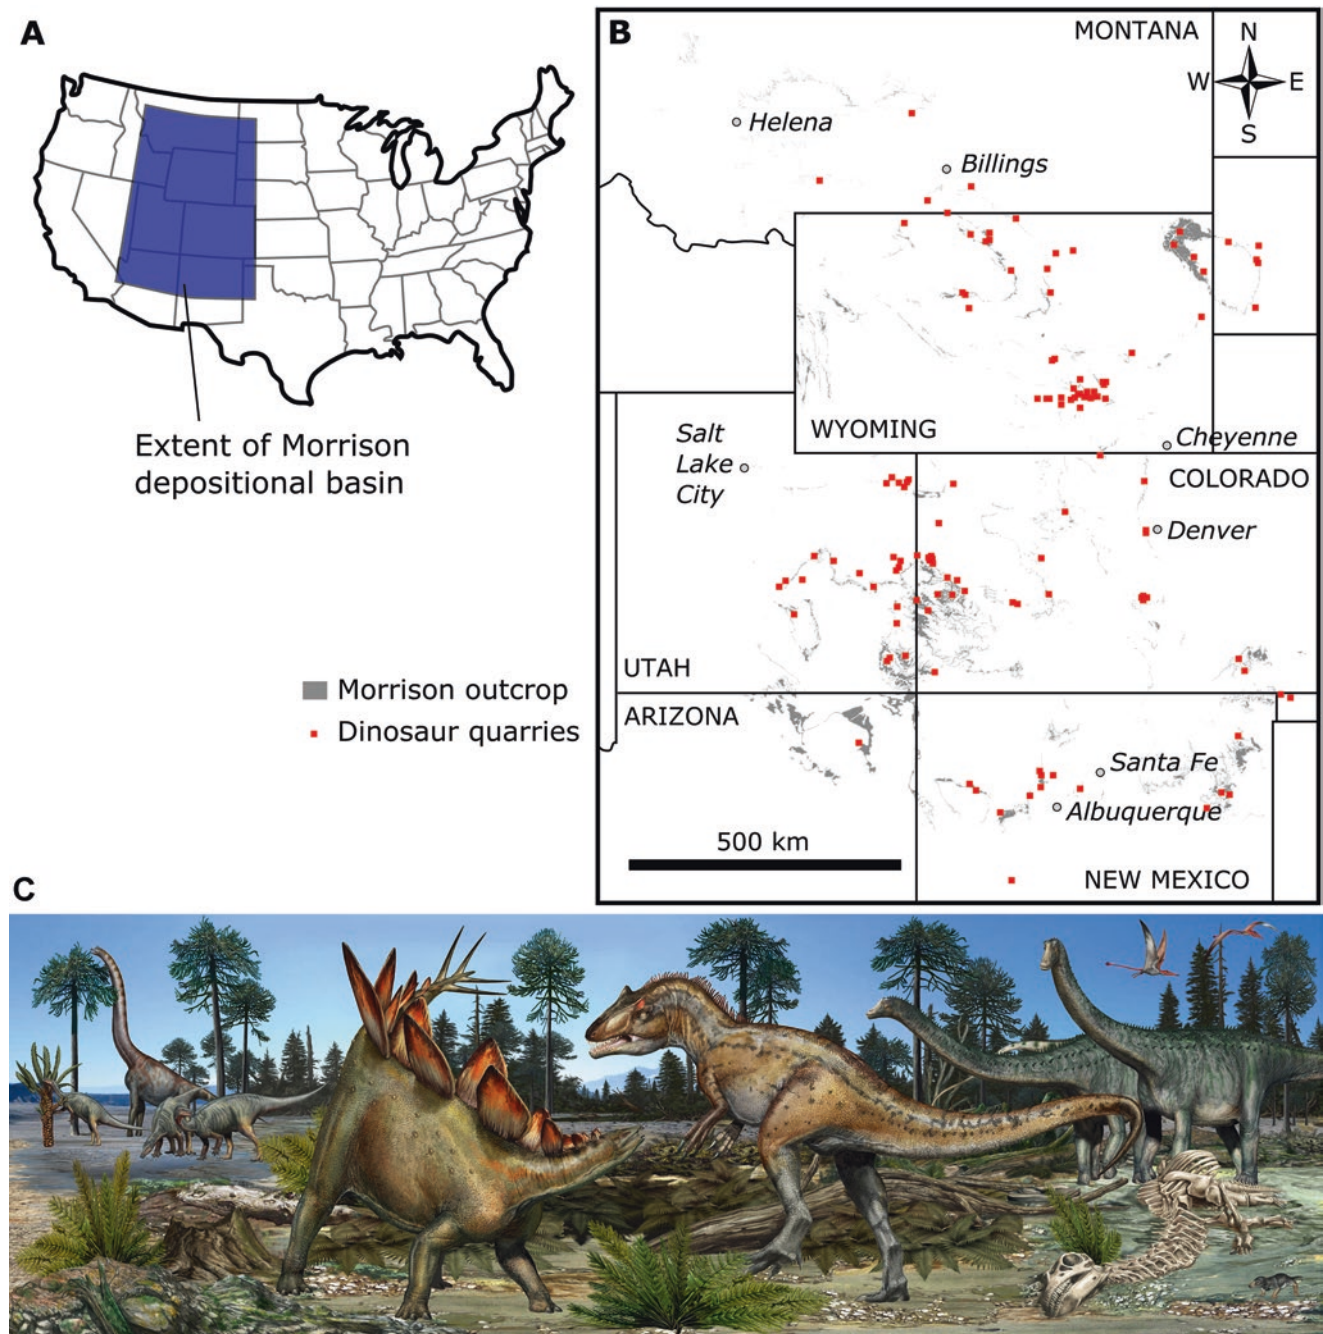 A
Extent of Morrison
depositional basin
Morrison outcrop
Dinosaur quarries
B
MONTANA
N
W
E
S
Helena
Billings
WYOMING
Cheyenne
Salt
Lake
City
COLORADO
Denver
UTAH
ARIZONA
Santa Fe
Albuquerque
500 km
NEW MEXICO
C